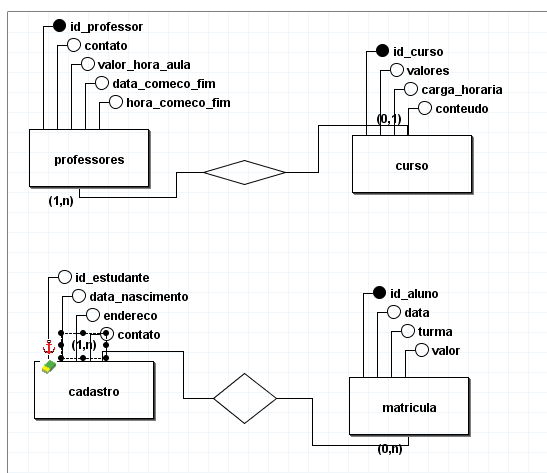 id_professor
contato
valor_hora_aula
data_comeco_fim
hora_comeco_fim
professores
(1,n)
id_curso
valores
carga_horaria
conteudo
(0,1)
curso
id_estudante
data_nascimento
endereco
contato
(1,n)
cadastro
id_aluno
data
turma
valor
matricula
(0,n)